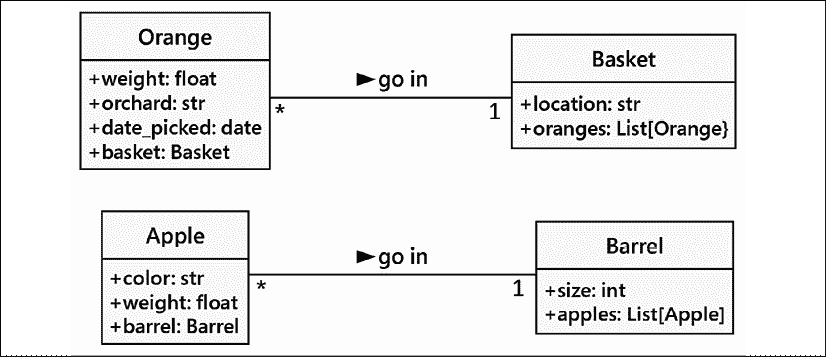 Orange
+weight: float
+orchard: str
+date_picked: date
+basket: Basket
►go in
*
1
Basket
+location: str
+oranges: List[Orange}
Apple
+color: str
+weight: float
+barrel: Barrel
►go in
*
1
Barrel
+size: int
+apples: List[Apple]